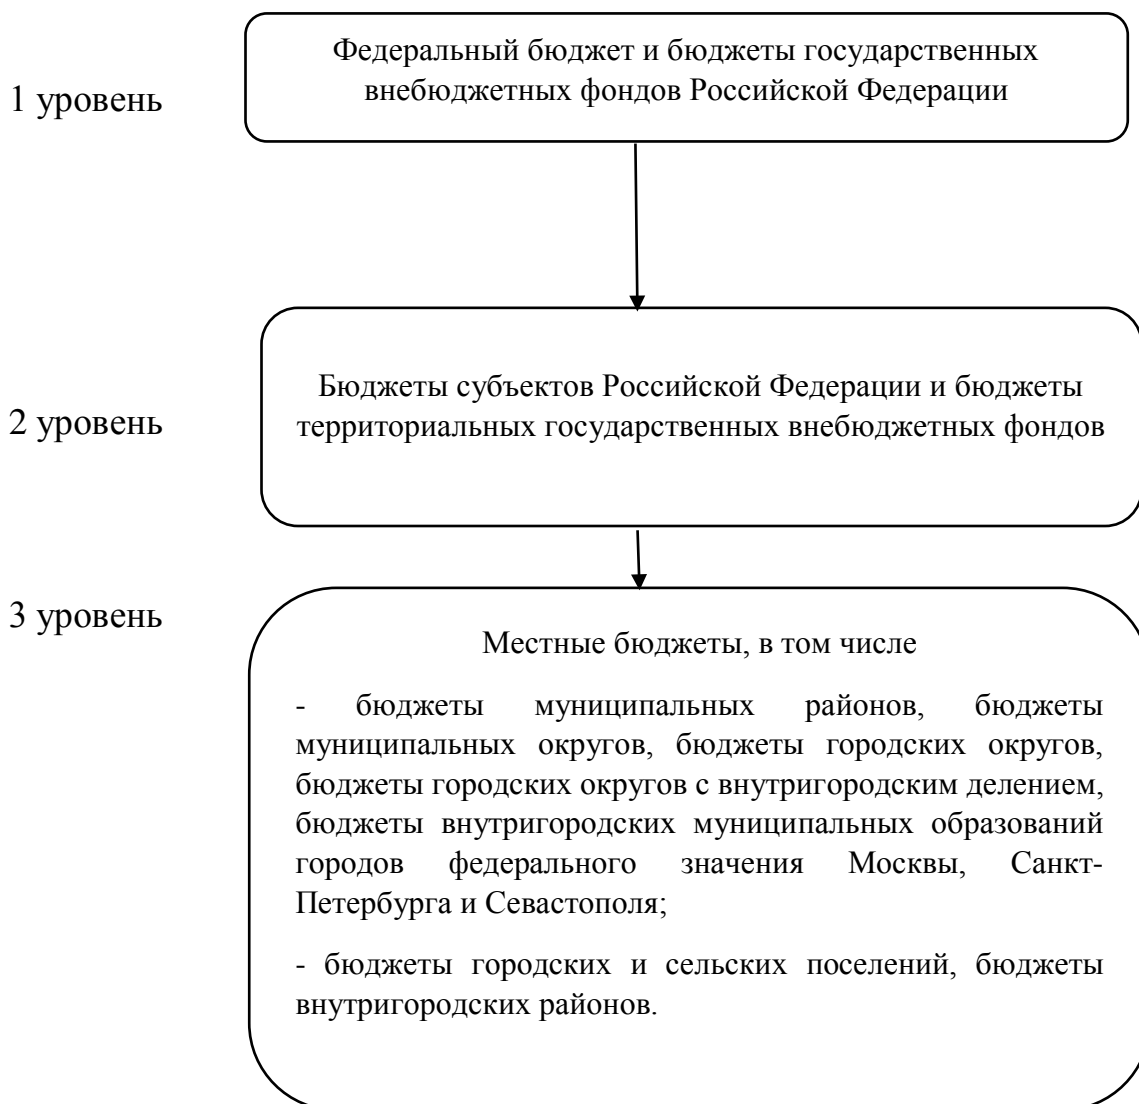 Федеральный бюджет и бюджеты государственных
внебюджетных фондов Российской Федерации
1 уровень
Бюджеты субъектов Российской Федерации и бюджеты
территориальных государственных внебюджетных фондов
2 уровень
3 уровень
Местные бюджеты, в том числе
- бюджеты муниципальных районов, бюджеты
муниципальных округов, бюджеты городских округов,
бюджеты городских округов с внутригородским делением,
бюджеты внутригородских муниципальных образований
городов федерального значения Москвы, Санкт-
Петербурга и Севастополя;
- бюджеты городских и сельских поселений, бюджеты
внутригородских районов.